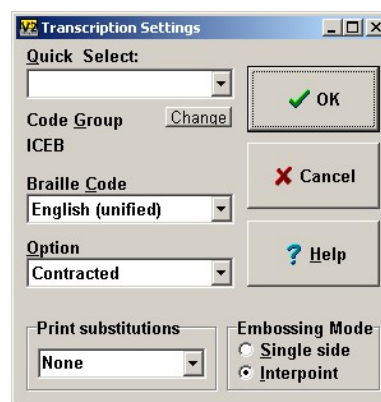 V2 Transcription Settings
Quick Select:
OK
Code Group Change
ICEB
Cancel
Braille Code
English (unified)
Help
Option
Contracted
Print substitutions
None
Embossing Mode
Single side
Interpoint